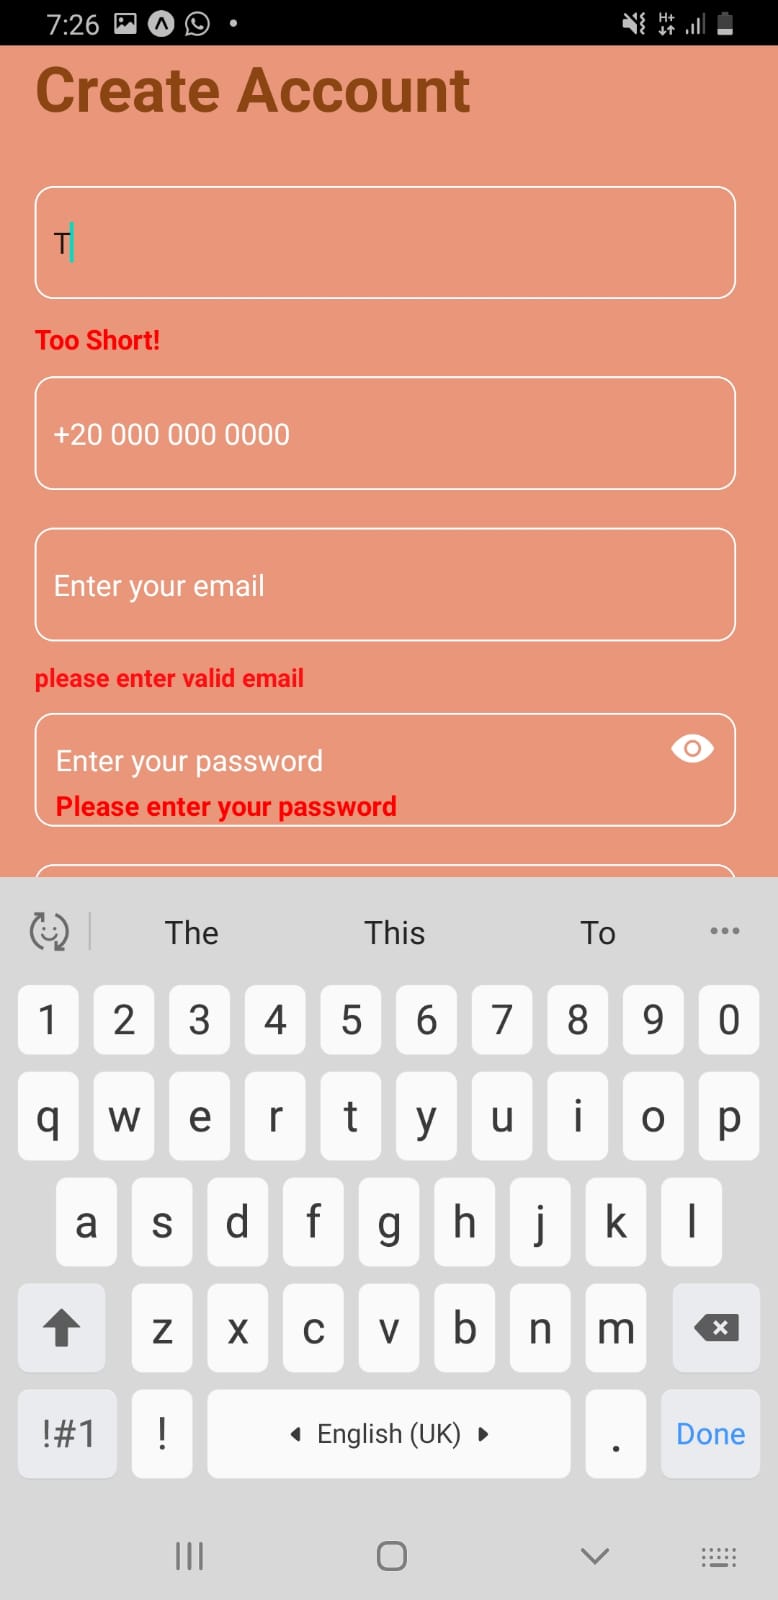 7:26
H+
Create Account
T
Too Short!
+20 000 000 0000
Enter your email
please enter valid email
Enter your password
Please enter your password
The This To
1 2 3 4 5 6 7 8 9 0
q w e r t y u i o p
a s d f g h j k l
z x c v b n m
!#1 ! English (UK) . Done